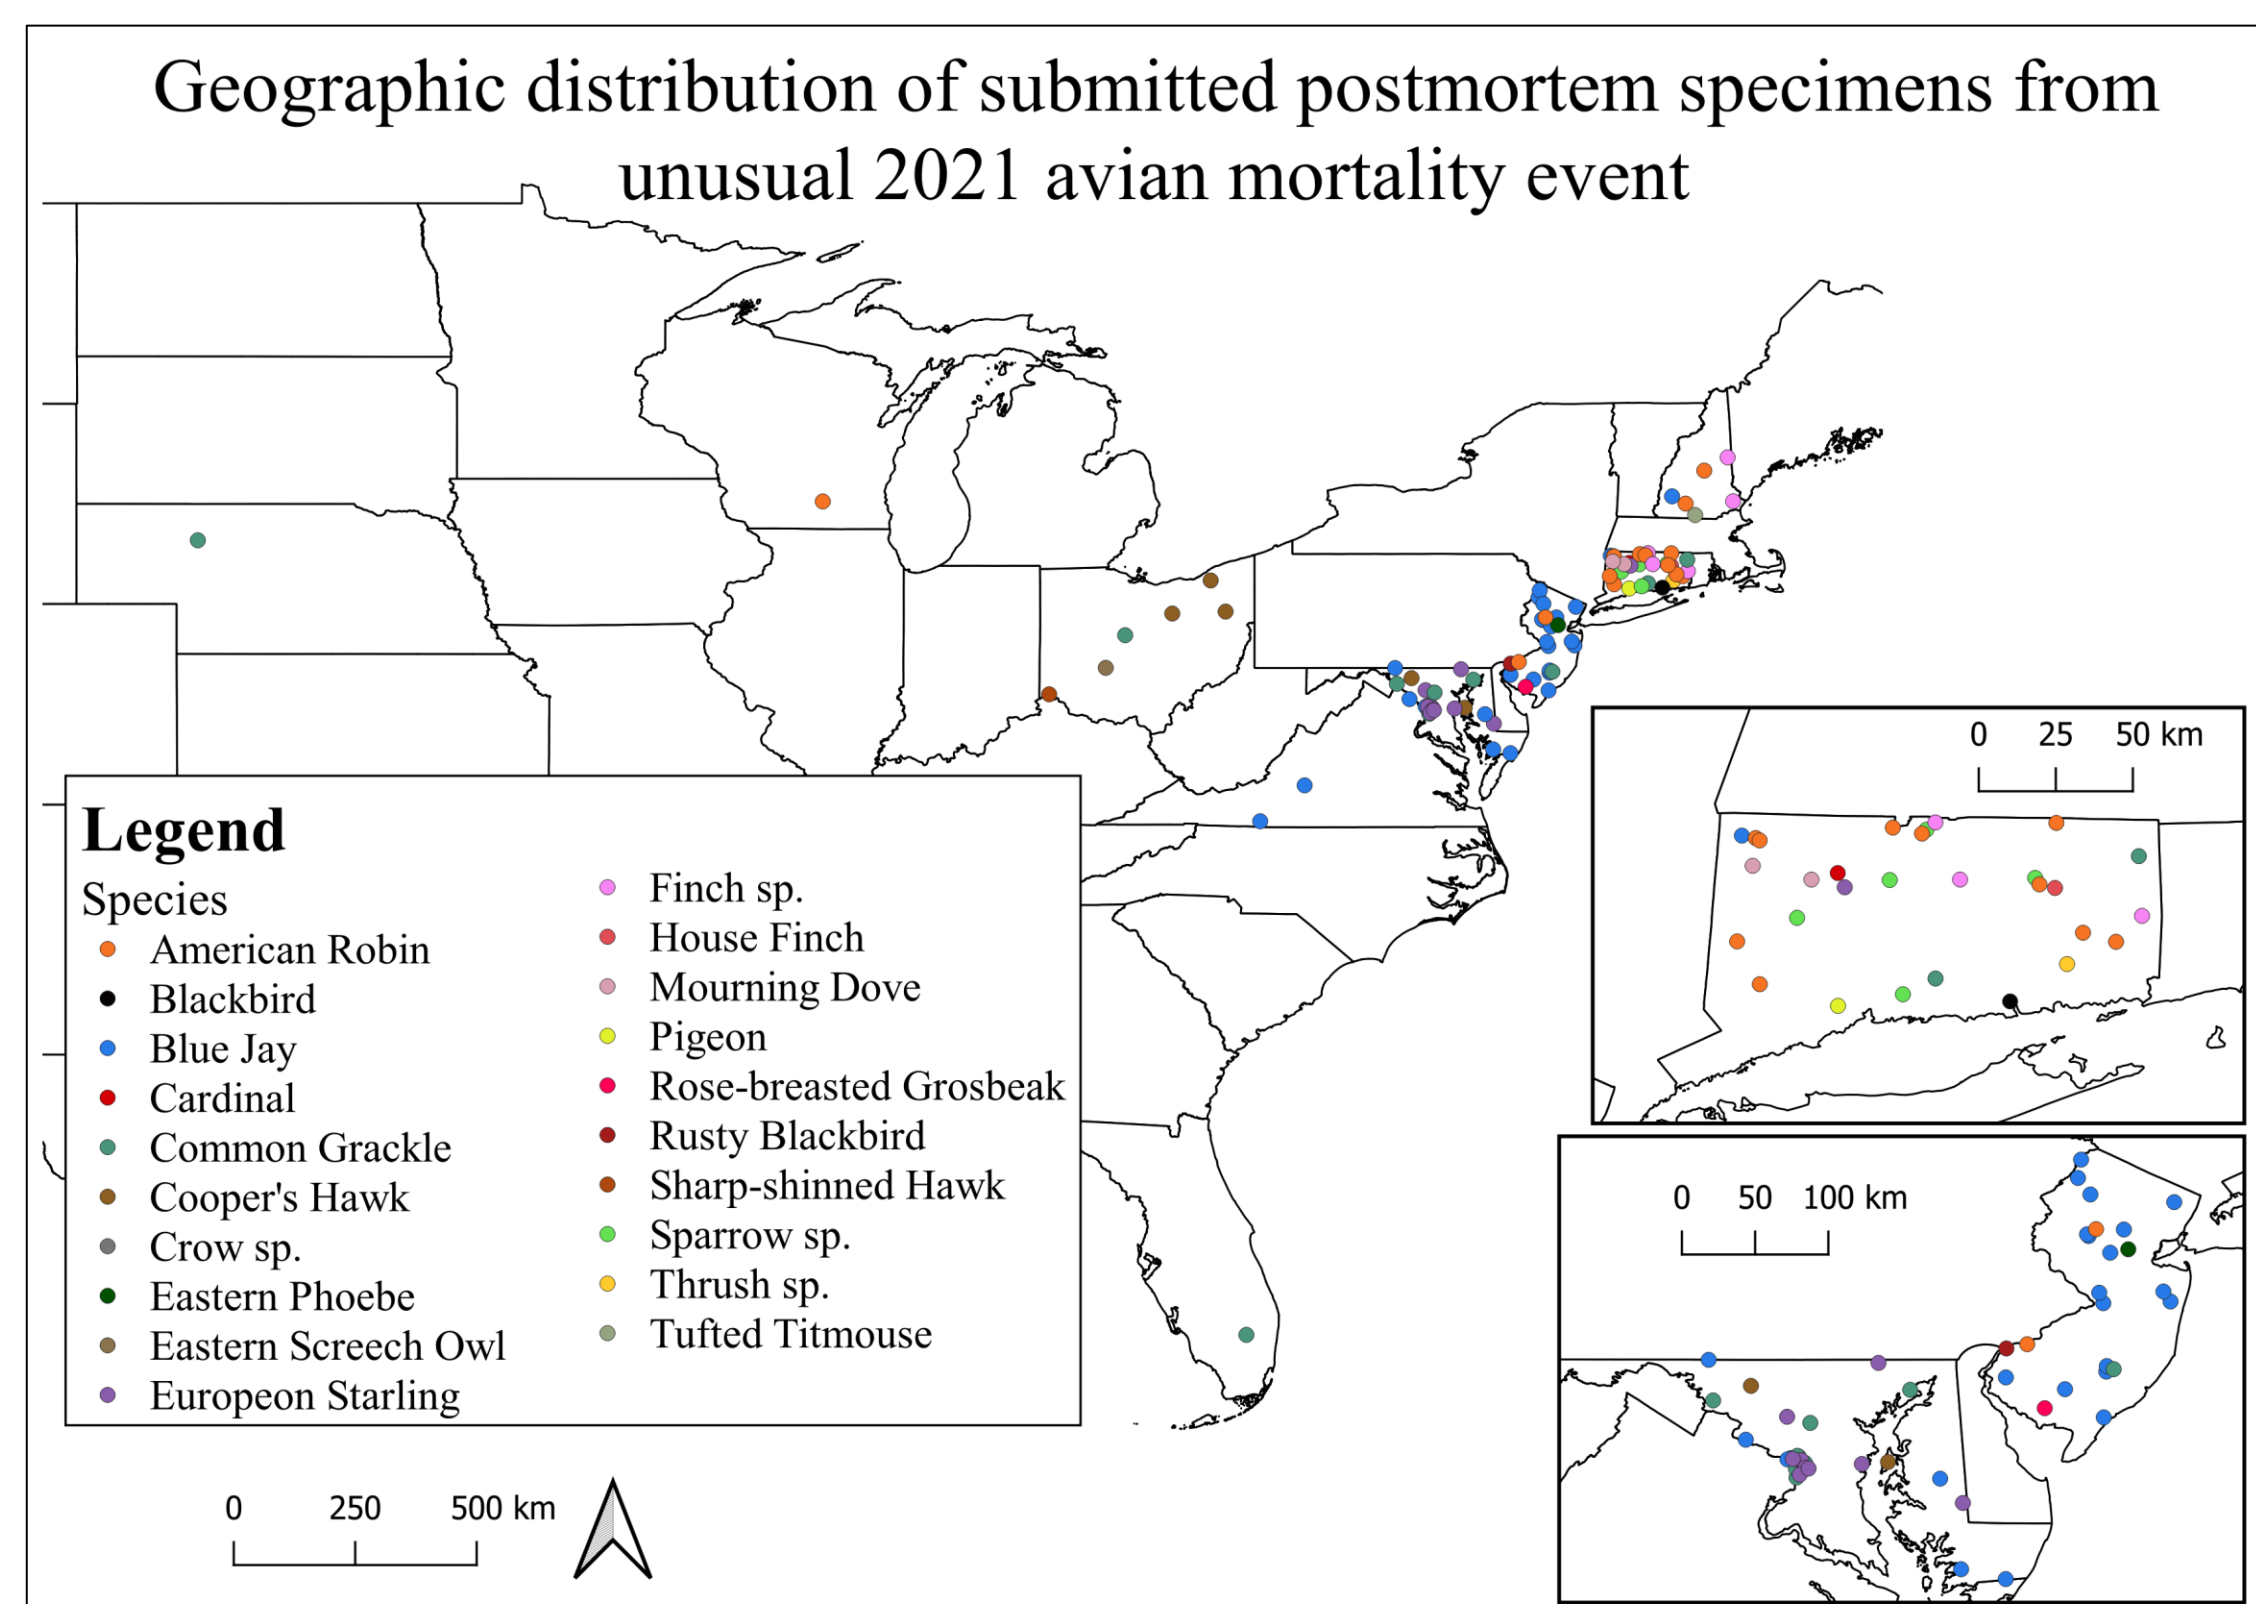 Geographic distribution of submitted postmortem specimens from
unusual 2021 avian mortality event
Legend
Species
American Robin
Blackbird
Blue Jay
Cardinal
Common Grackle
Cooper's Hawk
Crow sp.
Eastern Phoebe
Eastern Screech Owl
Europeon Starling
Finch sp.
House Finch
Mourning Dove
Pigeon
Rose-breasted Grosbeak
Rusty Blackbird
Sharp-shinned Hawk
Sparrow sp.
Thrush sp.
Tufted Titmouse
0 25 50 km
0 50 100 km
0 250 500 km